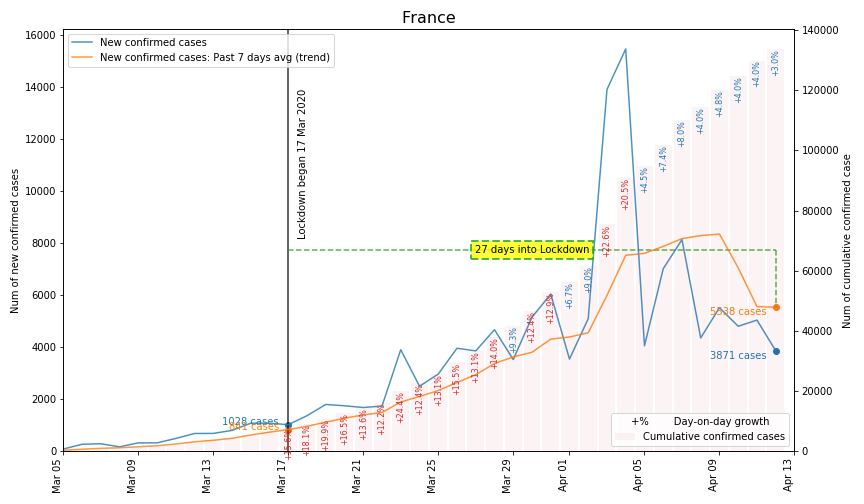 France
New confirmed cases
New confirmed cases: Past 7 days avg (trend)
16000
14000
12000
10000
8000
6000
4000
2000
0
Num of new confirmed cases
140000
120000
100000
80000
60000
40000
20000
0
Num of cumulative confirmed case
Lockdown began 17 Mar 2020
27 days into Lockdown
1028 cases
5538 cases
3871 cases
+15.6%
+18.1%
+19.9%
+16.5%
+13.6%
+12.2%
+24.4%
+12.4%
+13.1%
+15.5%
+13.1%
+14.0%
+9.3%
+12.4%
+12.9%
+6.7%
+9.0%
+22.6%
+20.5%
+4.5%
+7.4%
+8.0%
+4.0%
+4.8%
+4.0%
+4.0%
+3.0%
+% Day-on-day growth
Cumulative confirmed cases
Mar 05
Mar 09
Mar 13
Mar 17
Mar 21
Mar 25
Mar 29
Apr 01
Apr 05
Apr 09
Apr 13